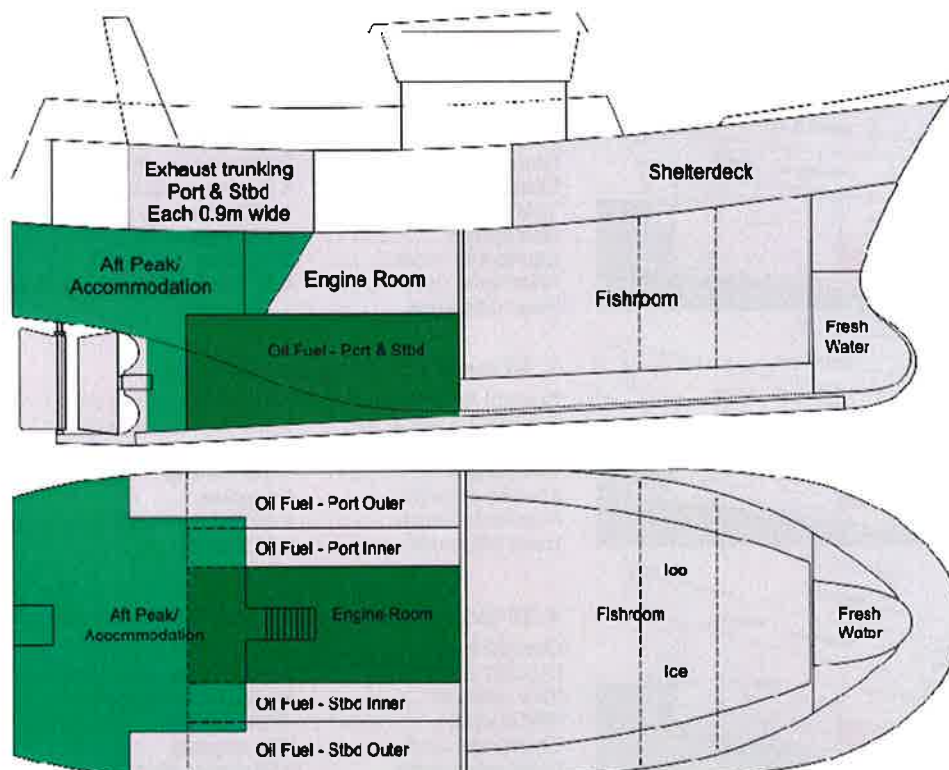 Exhaust trunking
Port & Stbd
Each 0.9m wide
Shelterdeck
Aft Peak/
Accommodation
Engine Room
Fishroom
Oil Fuel - Port & Stbd
Fresh
Water
Oil Fuel - Port Outer
Oil Fuel - Port Inner
Ice
Aft Peak/
Accommodation
Engine Room
Fishroom
Fresh
Water
Ice
Oil Fuel - Stbd Inner
Oil Fuel - Stbd Outer